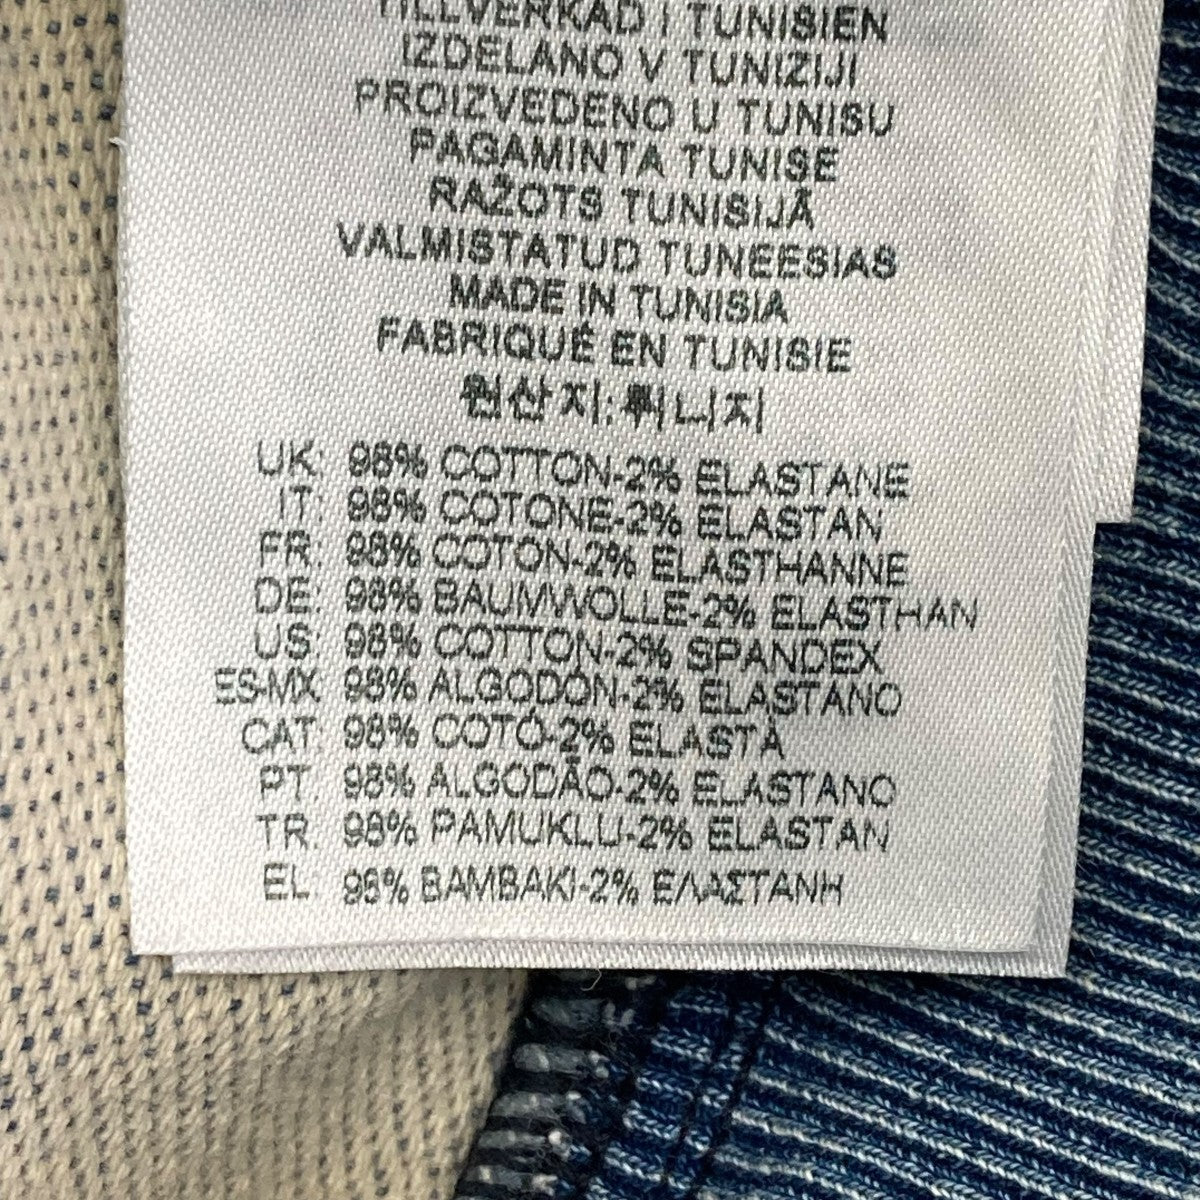 TILLVERKAD I TUNISIEN
IZDELANO V TUNIZIJI
PROIZVEDENO U TUNISU
PAGAMINTA TUNISE
RAŽOTS TUNISIJĀ
VALMISTATUD TUNEESIAS
MADE IN TUNISIA
FABRIQUÉ EN TUNISIE
원산지:튀니지
UK: 98% COTTON-2% ELASTANE
IT: 98% COTONE-2% ELASTAN
FR: 98% COTON-2% ELASTHANNE
DE: 98% BAUMWOLLE-2% ELASTHAN
US: 98% COTTON-2% SPANDEX
ES-MX 98% ALGODÓN-2% ELASTANO
CAT: 98% COTÓ-2% ELASTÀ
PT. 98% ALGODÃO-2% ELASTANO
TR: 98% PAMUKLU-2% ELASTAN
EL: 98% BAMBAKI-2% ΕΛΑΣΤΑΝΗ